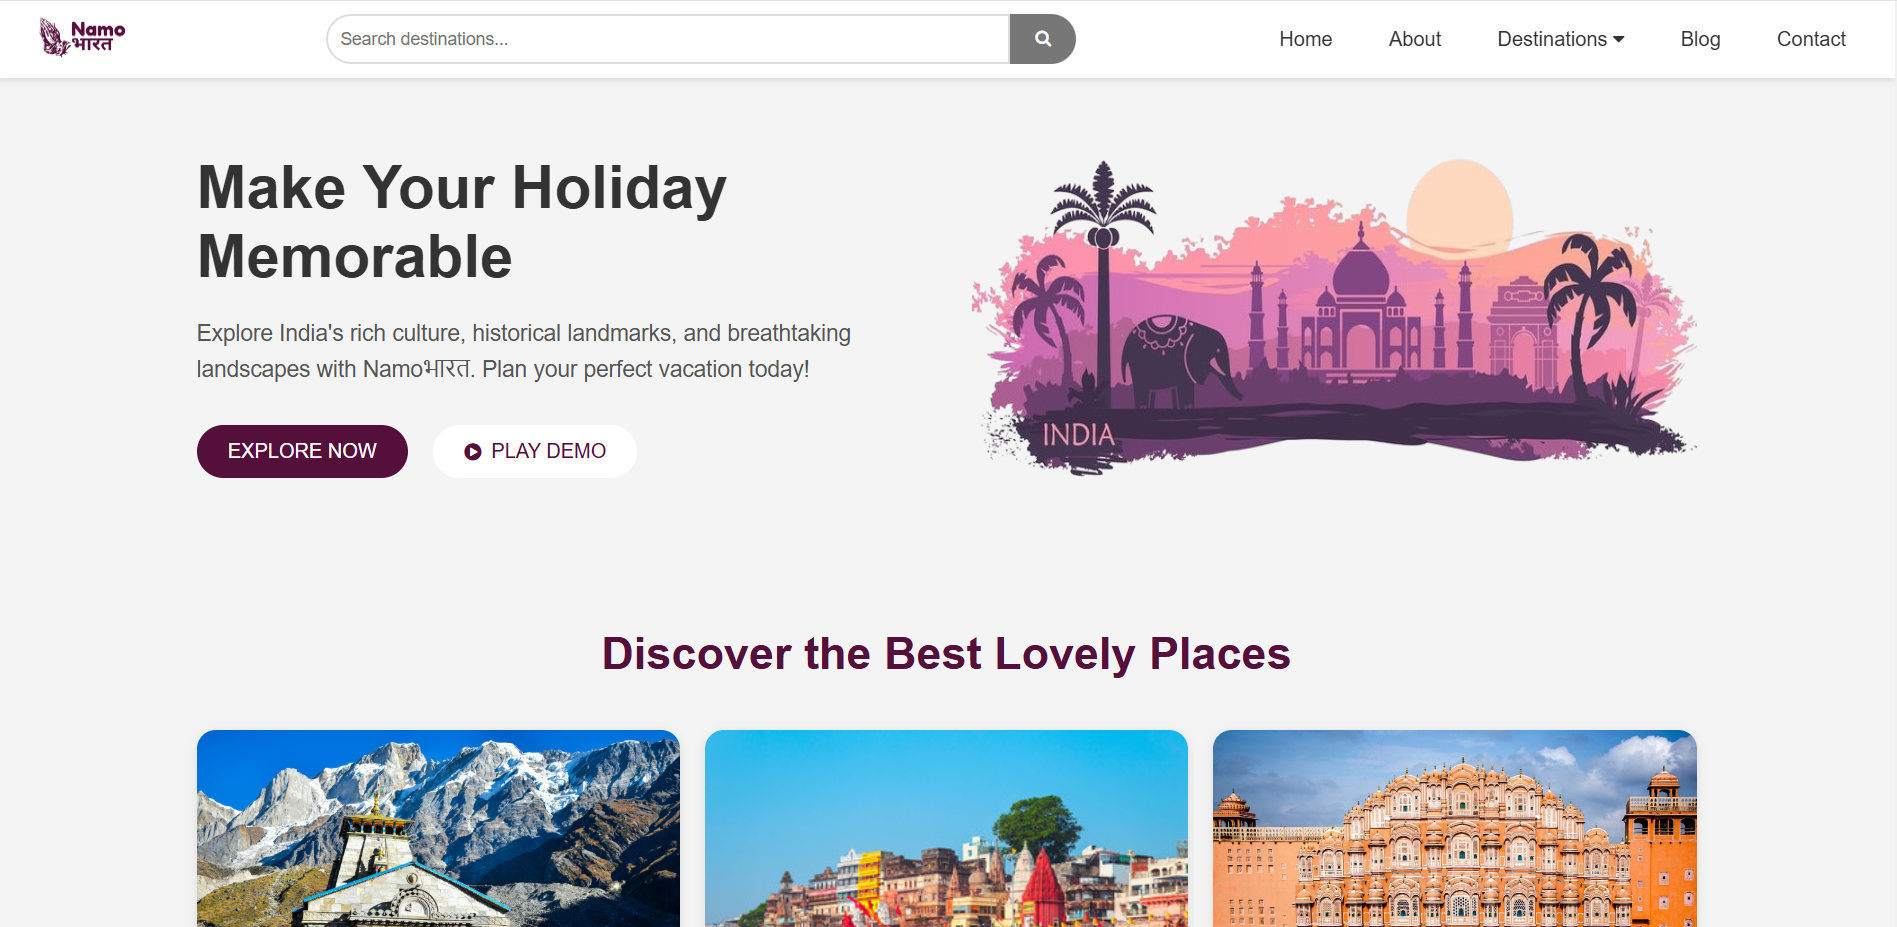 Namo
भारत
Search destinations...
Home
About
Destinations
Blog
Contact
Make Your Holiday
Memorable
Explore India's rich culture, historical landmarks, and breathtaking
landscapes with Namoभारत. Plan your perfect vacation today!
EXPLORE NOW
PLAY DEMO
INDIA
Discover the Best Lovely Places